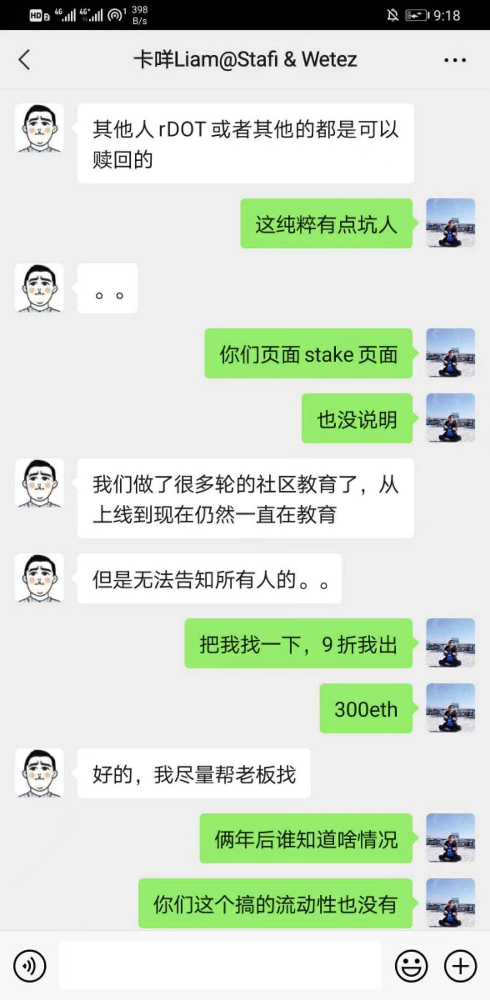 HD 2 4G 4G+ 1 398
B/s
9:18
卡咩Liam@Stafi & Wetez
其他人 rDOT 或者其他的都是可以
赎回的
这纯粹有点坑人
。。
你们页面 stake 页面
也没说明
我们做了很多轮的社区教育了，从
上线到现在仍然一直在教育
但是无法告知所有人的。。
把我找一下，9 折我出
300eth
好的，我尽量帮老板找
俩年后谁知道啥情况
你们这个搞的流动性也没有